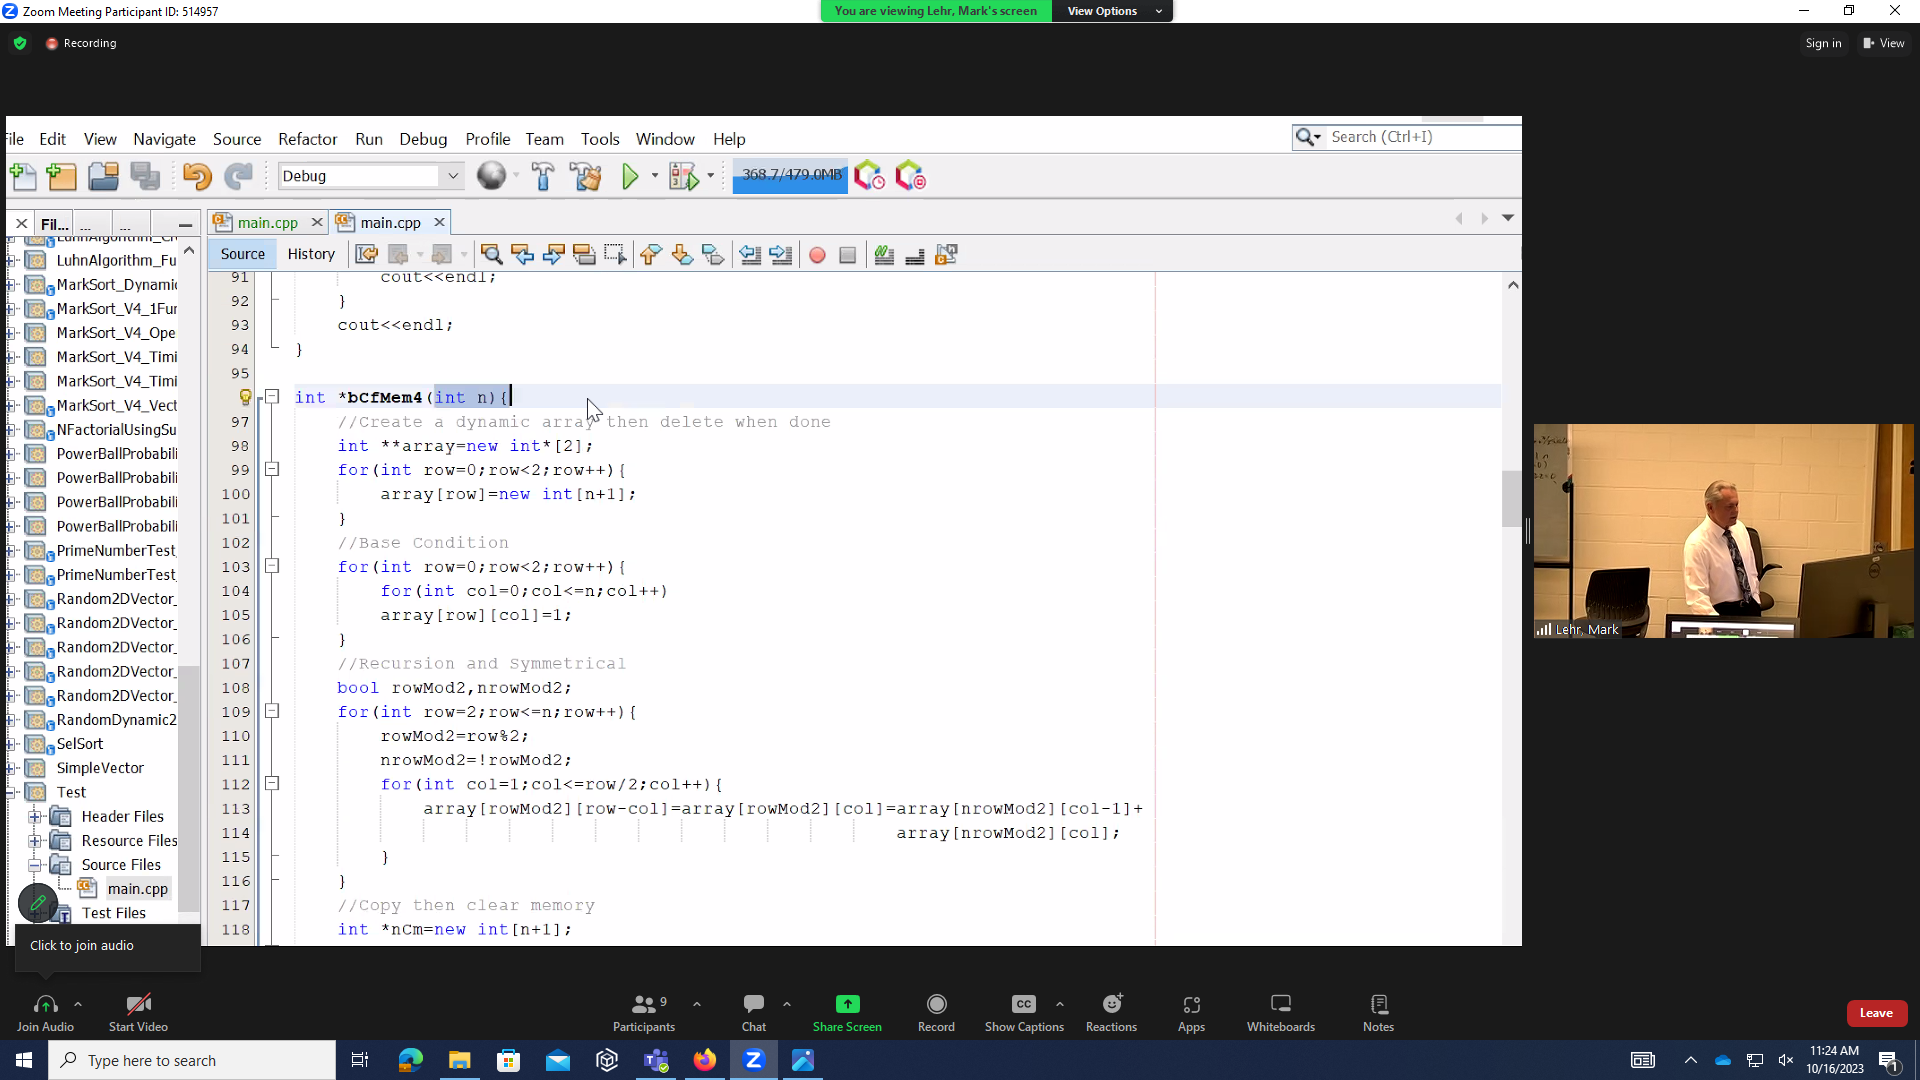 Zoom Meeting Participant ID: 514957
You are viewing Lehr, Mark's screen
View Options
Recording
Sign in
View
ile Edit View Navigate Source Refactor Run Debug Profile Team Tools Window Help
Search (Ctrl+I)
Debug
368.7/479.0MB
Fil... ... ...
main.cpp
main.cpp
Source History
LuhnAlgorithm_Fu
MarkSort_Dynamic
MarkSort_V4_1Fur
MarkSort_V4_Ope
MarkSort_V4_Timi
MarkSort_V4_Timi
MarkSort_V4_Vect
NFactorialUsingSu
PowerBallProbabili
PowerBallProbabili
PowerBallProbabili
PowerBallProbabili
PrimeNumberTest_
PrimeNumberTest_
Random2DVector_
Random2DVector_
Random2DVector_
Random2DVector_
Random2DVector_
RandomDynamic2
SelSort
SimpleVector
Test
Header Files
Resource Files
Source Files
main.cpp
Test Files
91 cout<<endl;
92 }
93 cout<<endl;
94 }
95
int *bCfMem4(int n){
97 //Create a dynamic array then delete when done
98 int **array=new int*[2];
99 for(int row=0;row<2;row++){
100 array[row]=new int[n+1];
101 }
102 //Base Condition
103 for(int row=0;row<2;row++){
104 for(int col=0;col<=n;col++)
105 array[row][col]=1;
106 }
107 //Recursion and Symmetrical
108 bool rowMod2,nrowMod2;
109 for(int row=2;row<=n;row++){
110 rowMod2=row%2;
111 nrowMod2=!rowMod2;
112 for(int col=1;col<=row/2;col++){
113 array[rowMod2][row-col]=array[rowMod2][col]=array[nrowMod2][col-1]+
114 array[nrowMod2][col];
115 }
116 }
117 //Copy then clear memory
118 int *nCm=new int[n+1];
Lehr, Mark
Click to join audio
Join Audio
Start Video
9
Participants
Chat
Share Screen
Record
CC
Show Captions
Reactions
Apps
Whiteboards
Notes
Leave
Type here to search
11:24 AM
10/16/2023
1